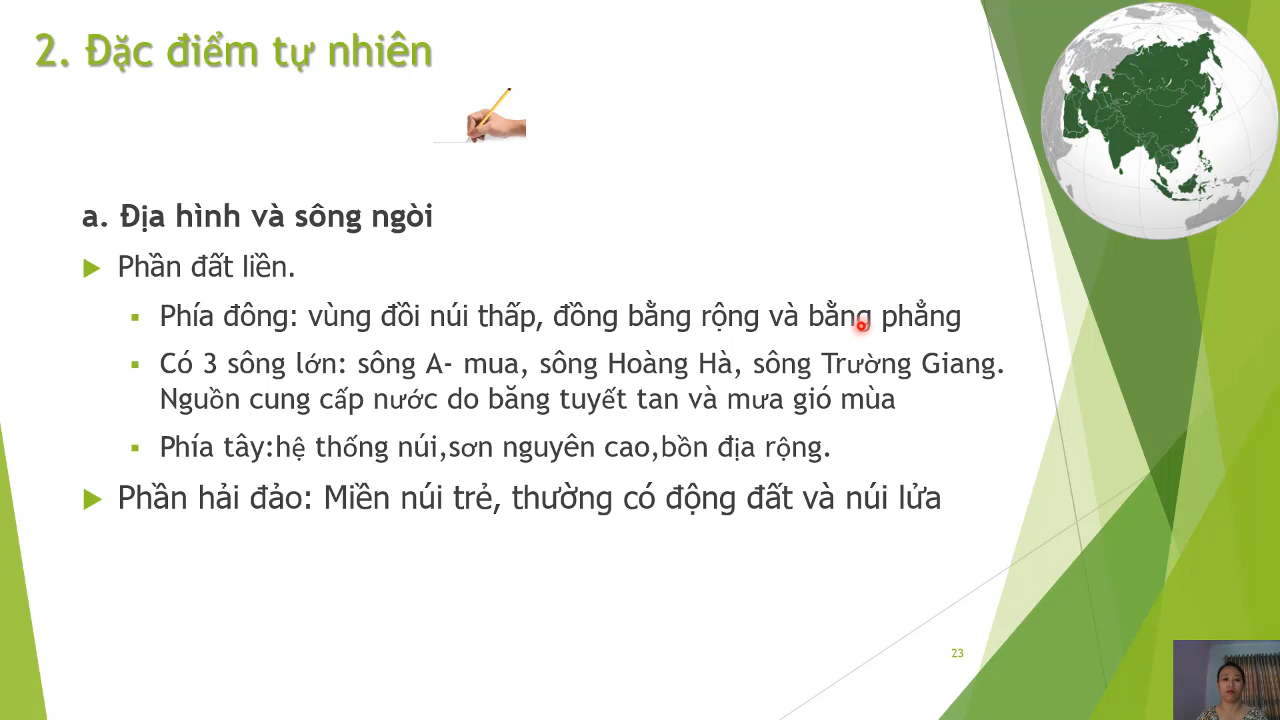 2. Đặc điểm tự nhiên
a. Địa hình và sông ngòi
Phần đất liền.
Phía đông: vùng đồi núi thấp, đồng bằng rộng và bằng phẳng
Có 3 sông lớn: sông A- mua, sông Hoàng Hà, sông Trường Giang.
Nguồn cung cấp nước do băng tuyết tan và mưa gió mùa
Phía tây:hệ thống núi,sơn nguyên cao,bồn địa rộng.
Phần hải đảo: Miền núi trẻ, thường có động đất và núi lửa
23